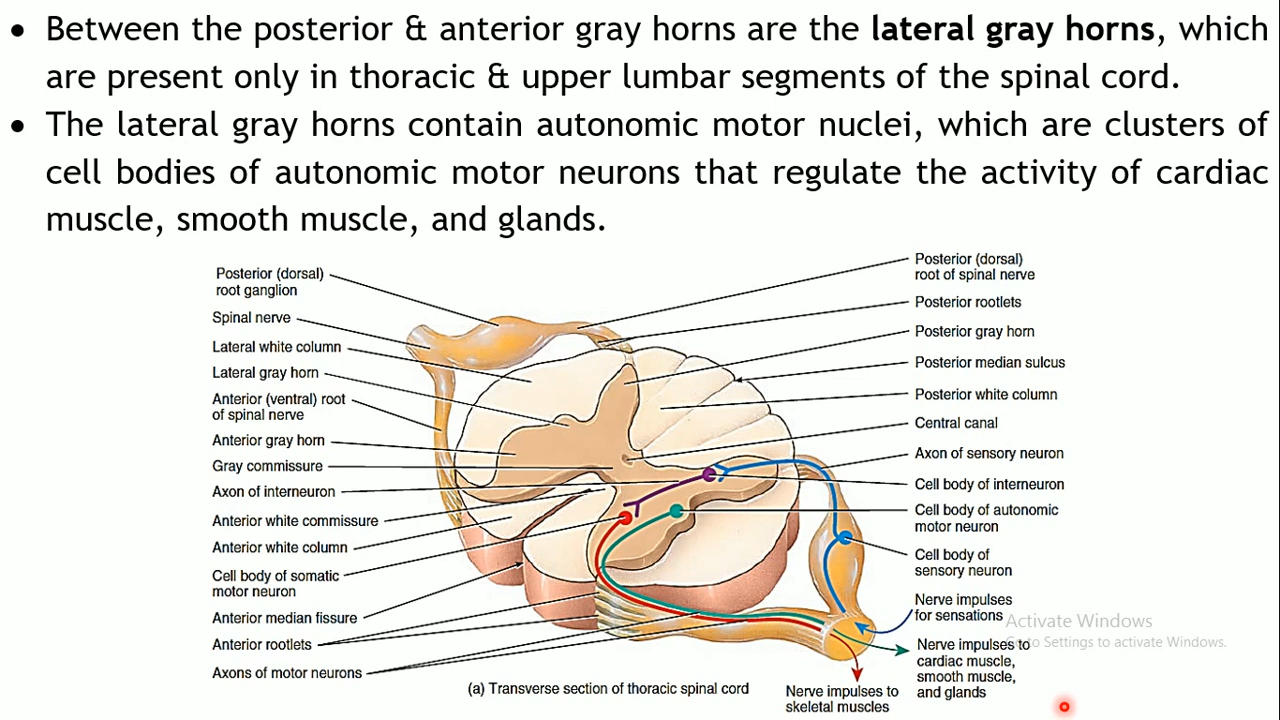 • Between the posterior & anterior gray horns are the lateral gray horns, which
are present only in thoracic & upper lumbar segments of the spinal cord.
• The lateral gray horns contain autonomic motor nuclei, which are clusters of
cell bodies of autonomic motor neurons that regulate the activity of cardiac
muscle, smooth muscle, and glands.
Posterior (dorsal)
root ganglion
Spinal nerve
Lateral white column
Lateral gray horn
Anterior (ventral) root
of spinal nerve
Anterior gray horn
Gray commissure
Axon of interneuron
Anterior white commissure
Anterior white column
Cell body of somatic
motor neuron
Anterior median fissure
Anterior rootlets
Axons of motor neurons
Posterior (dorsal)
root of spinal nerve
Posterior rootlets
Posterior gray horn
Posterior median sulcus
Posterior white column
Central canal
Axon of sensory neuron
Cell body of interneuron
Cell body of autonomic
motor neuron
Cell body of
sensory neuron
Nerve impulses
for sensations
Nerve impulses to
cardiac muscle,
smooth muscle,
and glands
Nerve impulses to
skeletal muscles
(a) Transverse section of thoracic spinal cord
Activate Windows
Go to Settings to activate Windows.